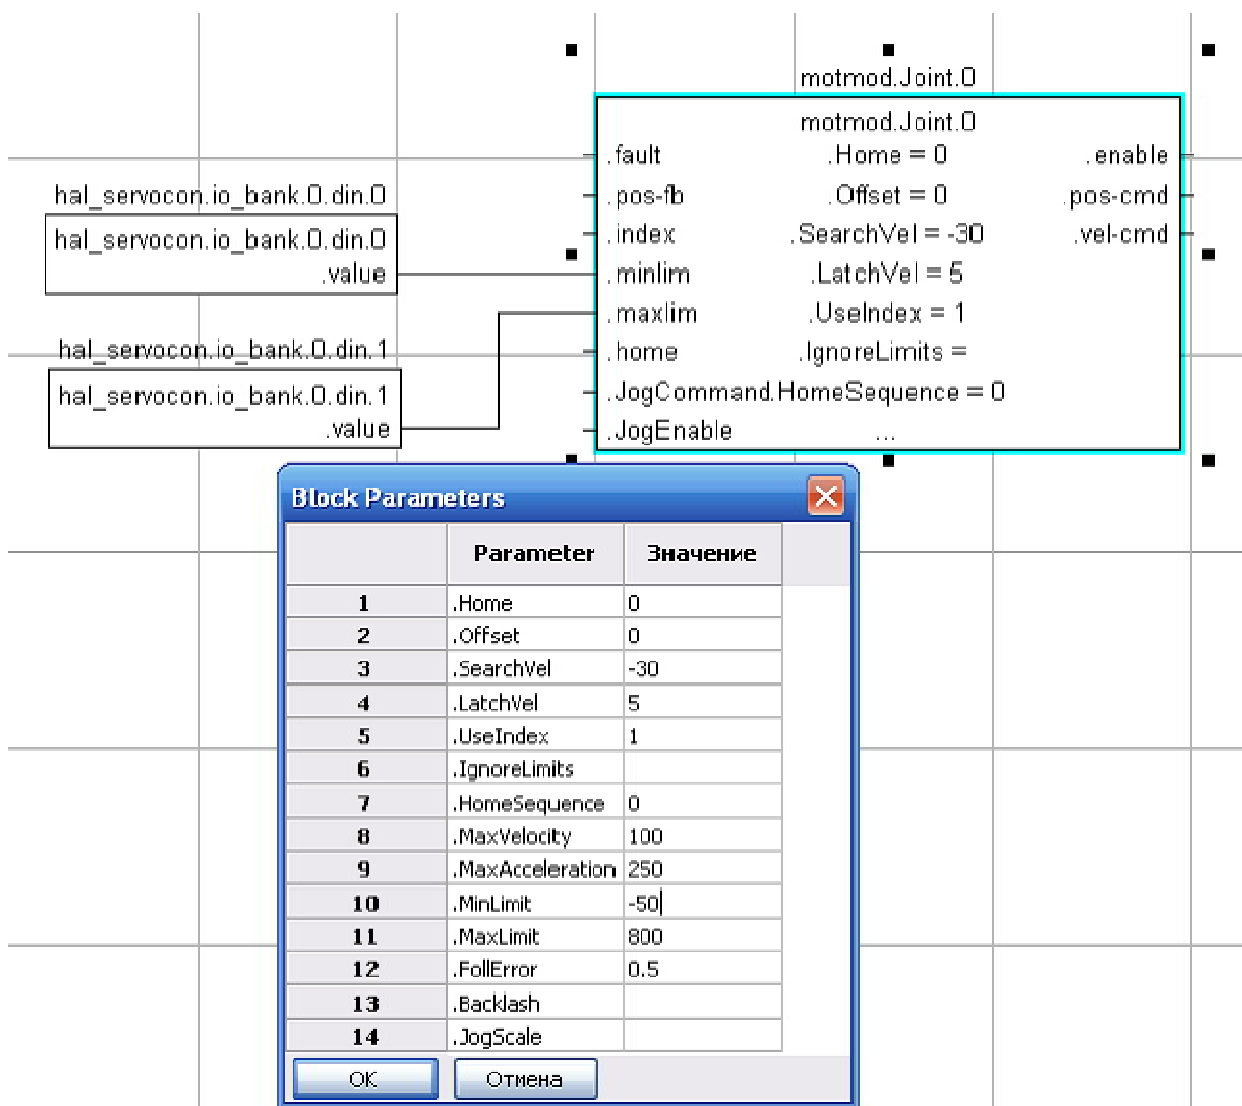 motmod.Joint.0
motmod.Joint.0
.fault .Home = 0 .enable
.pos-fb .Offset = 0 .pos-cmd
.index .SearchVel = -30 .vel-cmd
.minlim .LatchVel = 5
.maxlim .UseIndex = 1
.home .IgnoreLimits =
.JogCommand.HomeSequence = 0
.JogEnable ...
hal_servocon.io_bank.0.din.0
hal_servocon.io_bank.0.din.0
.value
hal_servocon.io_bank.0.din.1
hal_servocon.io_bank.0.din.1
.value
Block Parameters
Parameter Значение
1 .Home 0
2 .Offset 0
3 .SearchVel -30
4 .LatchVel 5
5 .UseIndex 1
6 .IgnoreLimits
7 .HomeSequence 0
8 .MaxVelocity 100
9 .MaxAcceleration 250
10 .MinLimit -50
11 .MaxLimit 800
12 .FollError 0.5
13 .Backlash
14 .JogScale
OK Отмена